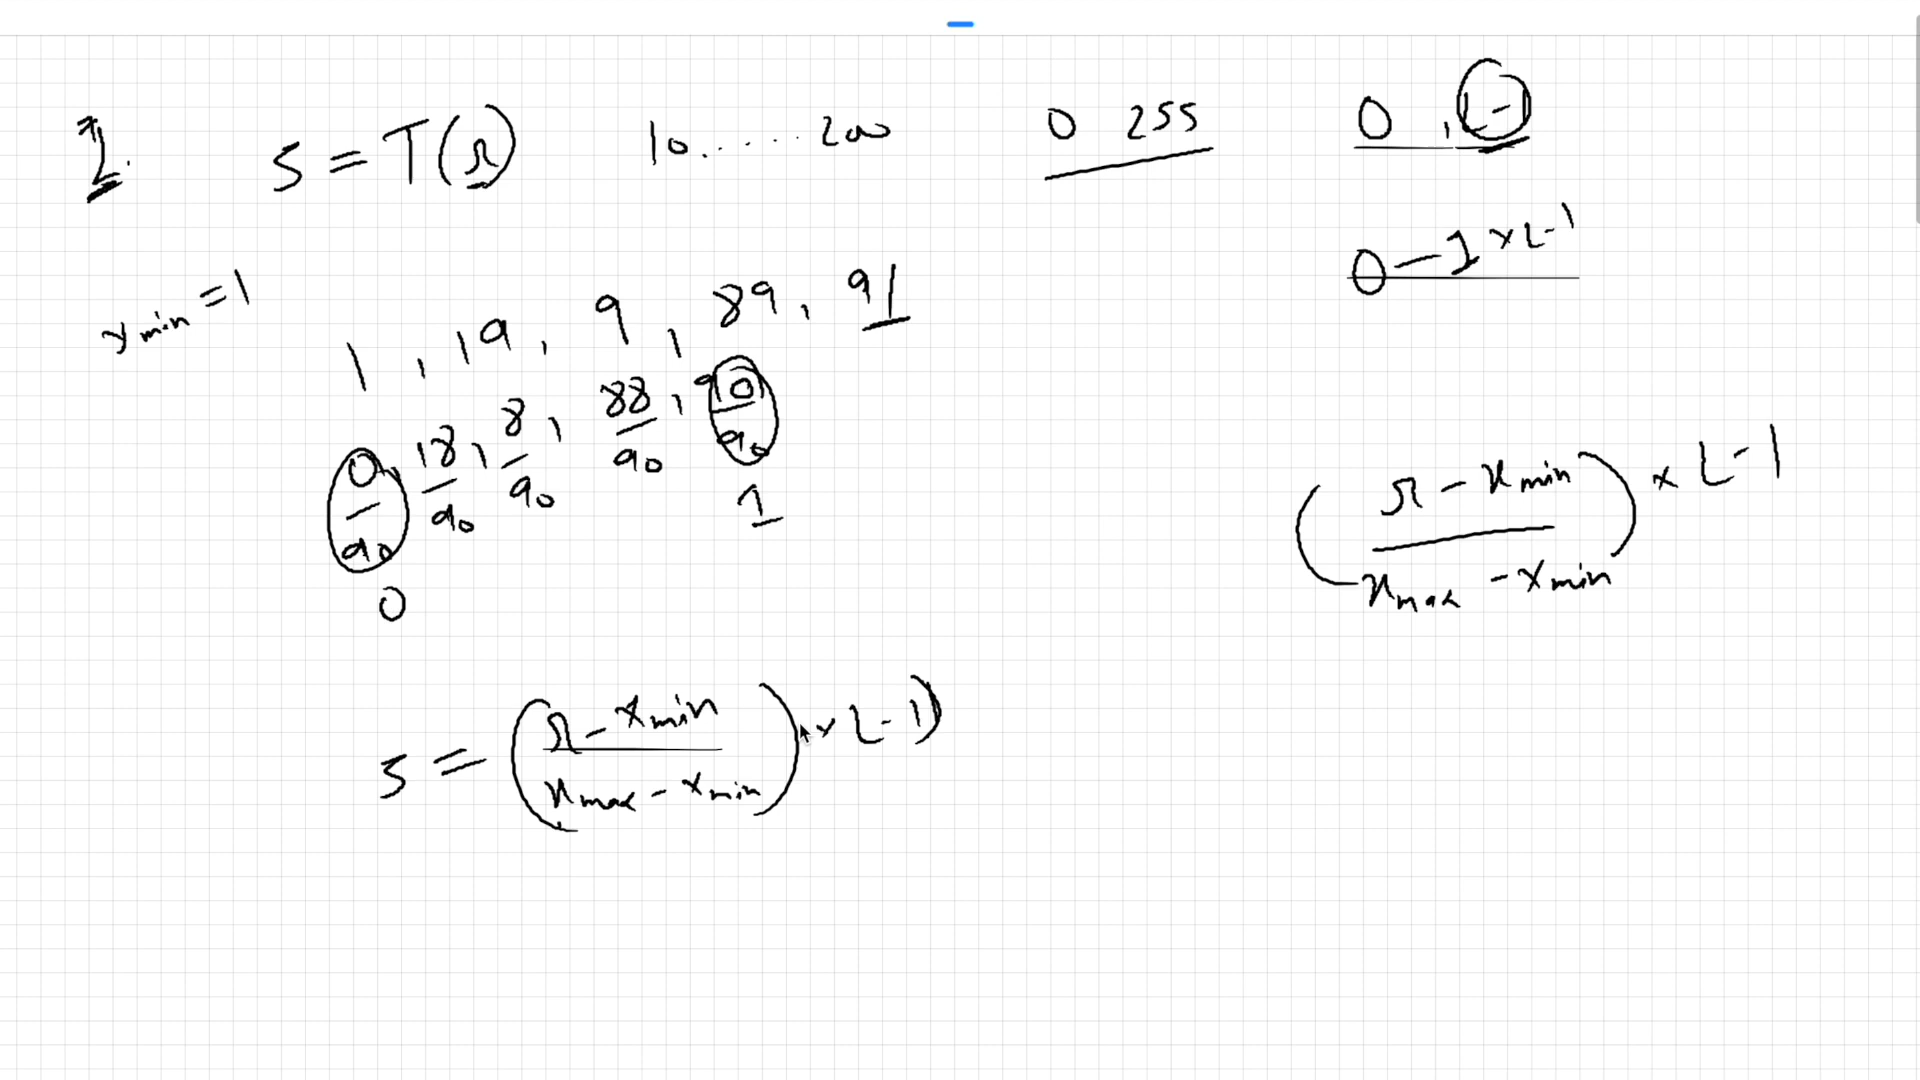 2.
s = T(r)
10.....200
0 255
0 , L-1
0 - 1 × L-1
x min = 1
1 , 19, 9 , 89, 91
0, 18, 8, 88, 90
90 90 90 90 90
0
1
( r - x min ) × L-1
x max - x min
s = ( r - x min ) × L-1)
x max - x min